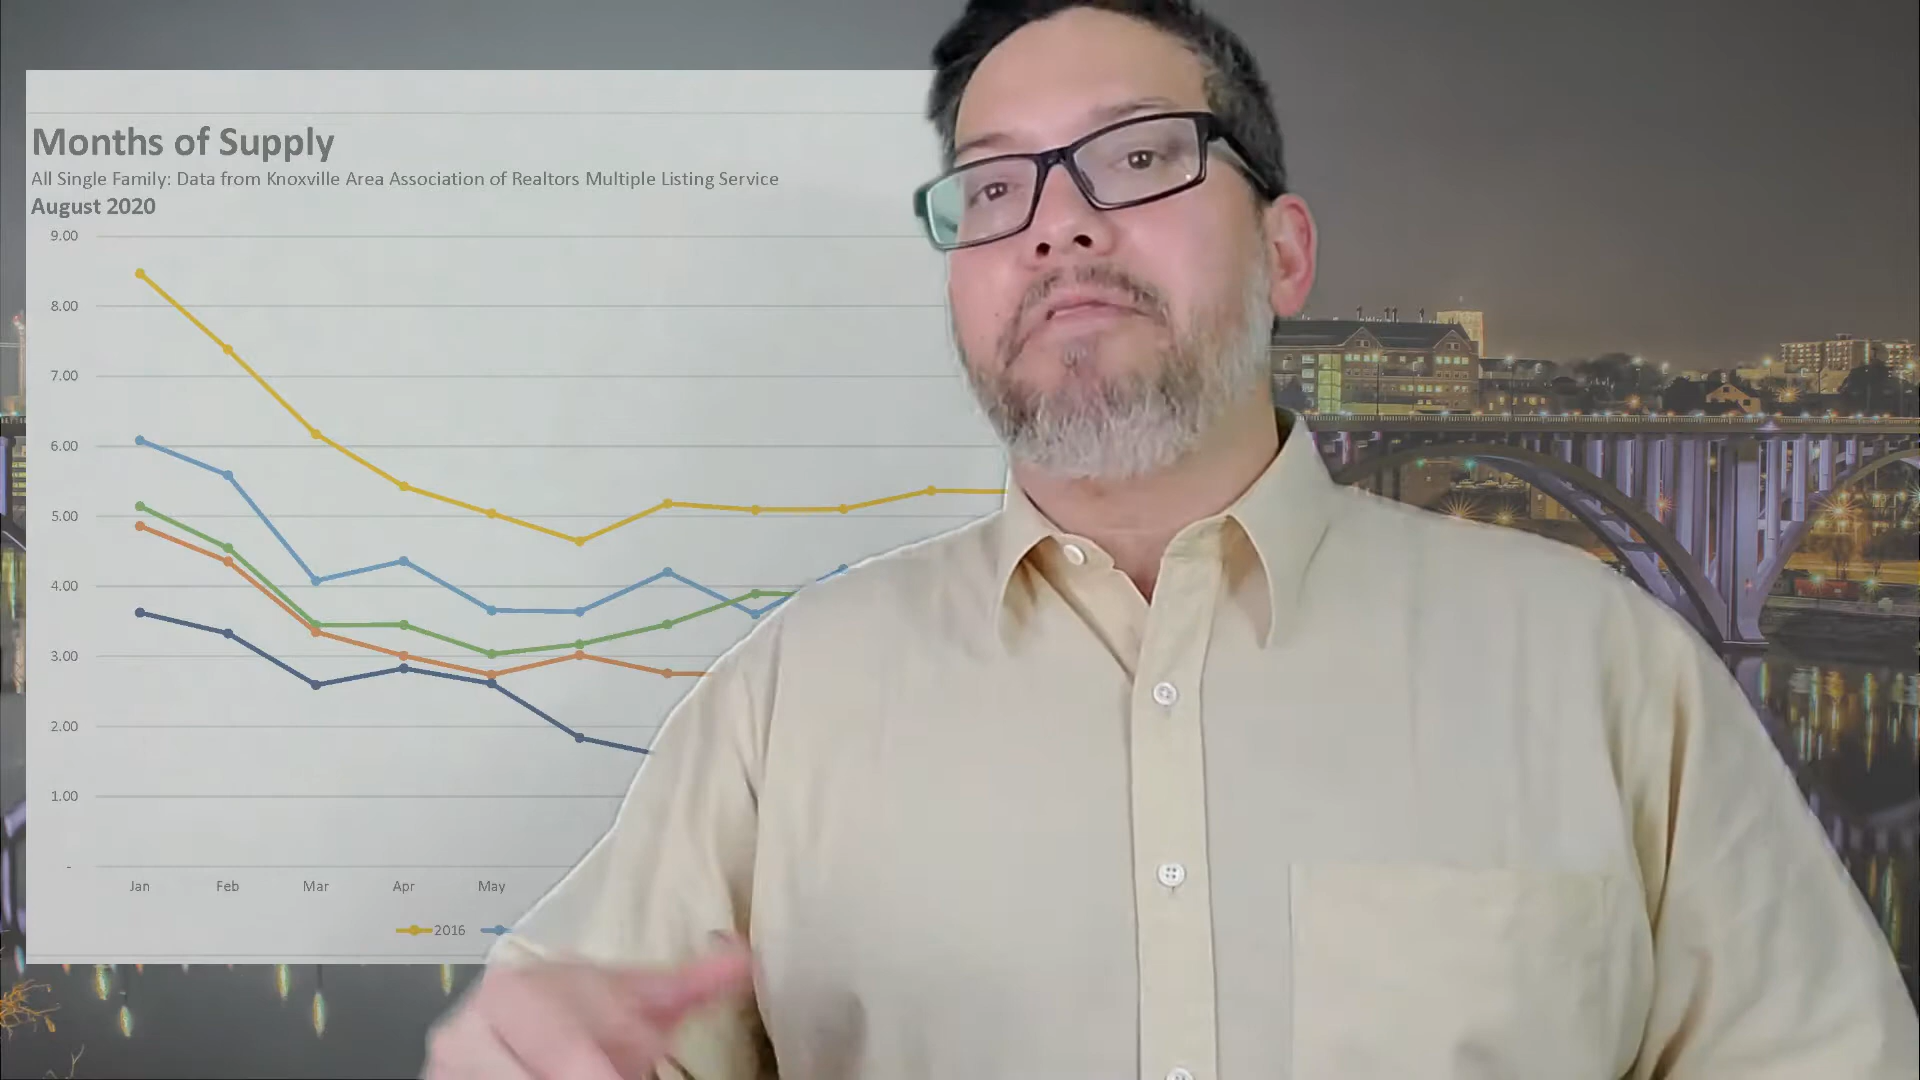 Months of Supply
All Single Family: Data from Knoxville Area Association of Realtors Multiple Listing Service
August 2020
9.00
8.00
7.00
6.00
5.00
4.00
3.00
2.00
1.00
-
Jan Feb Mar Apr May
2016